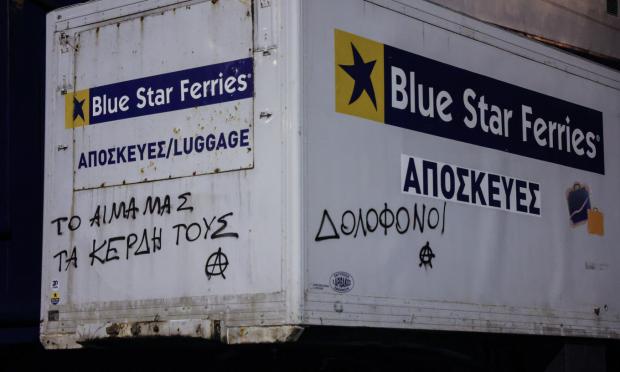 Blue Star Ferries®
ΑΠΟΣΚΕΥΕΣ/LUGGAGE
ΤΟ ΑΙΜΑ ΜΑΣ
ΤΑ ΚΕΡΔΗ ΤΟΥΣ
Blue Star Ferries®
ΑΠΟΣΚΕΥΕΣ
ΔΟΛΟΦΟΝΟΙ